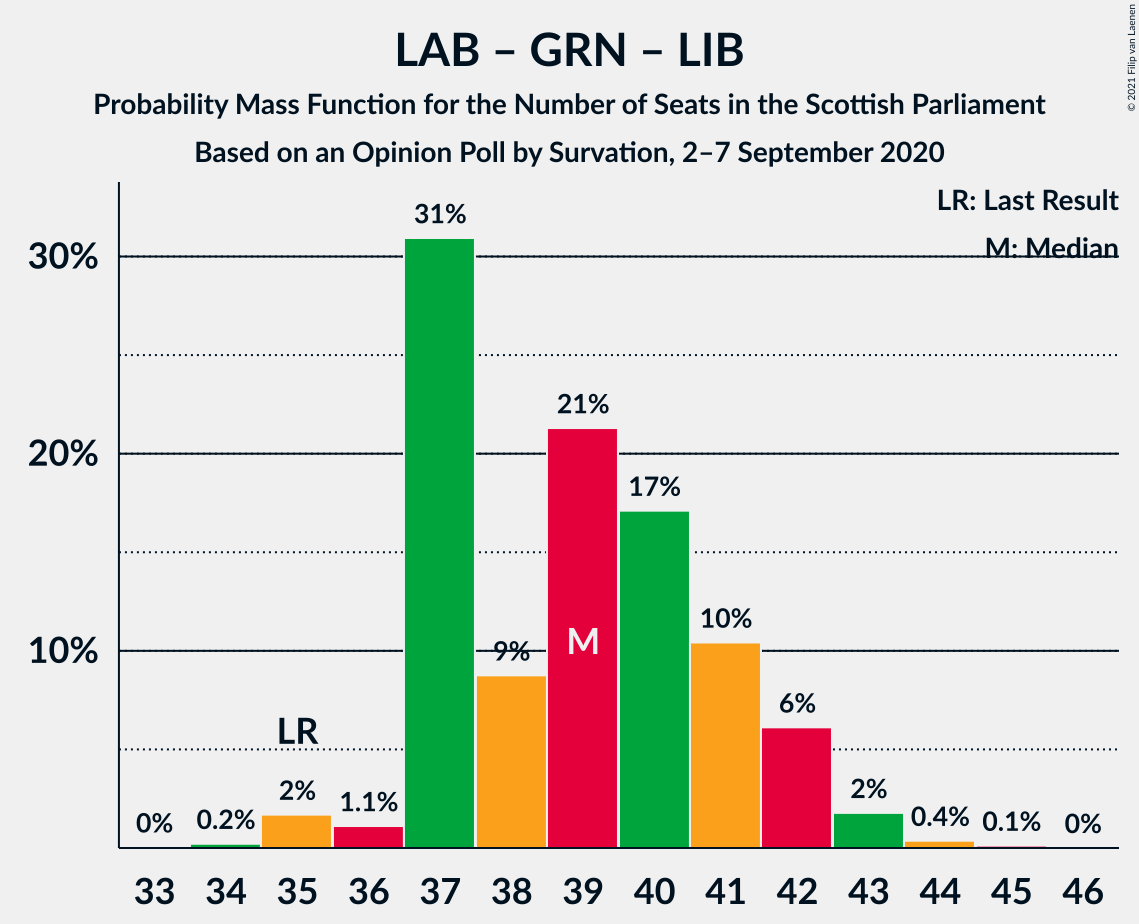 LAB – GRN – LIB
Probability Mass Function for the Number of Seats in the Scottish Parliament
Based on an Opinion Poll by Survation, 2–7 September 2020
© 2021 Filip van Laenen
LR: Last Result
M: Median
30%
20%
10%
0%
0.2%
LR
2%
1.1%
31%
9%
21%
M
17%
10%
6%
2%
0.4%
0.1%
0%
33 34 35 36 37 38 39 40 41 42 43 44 45 46